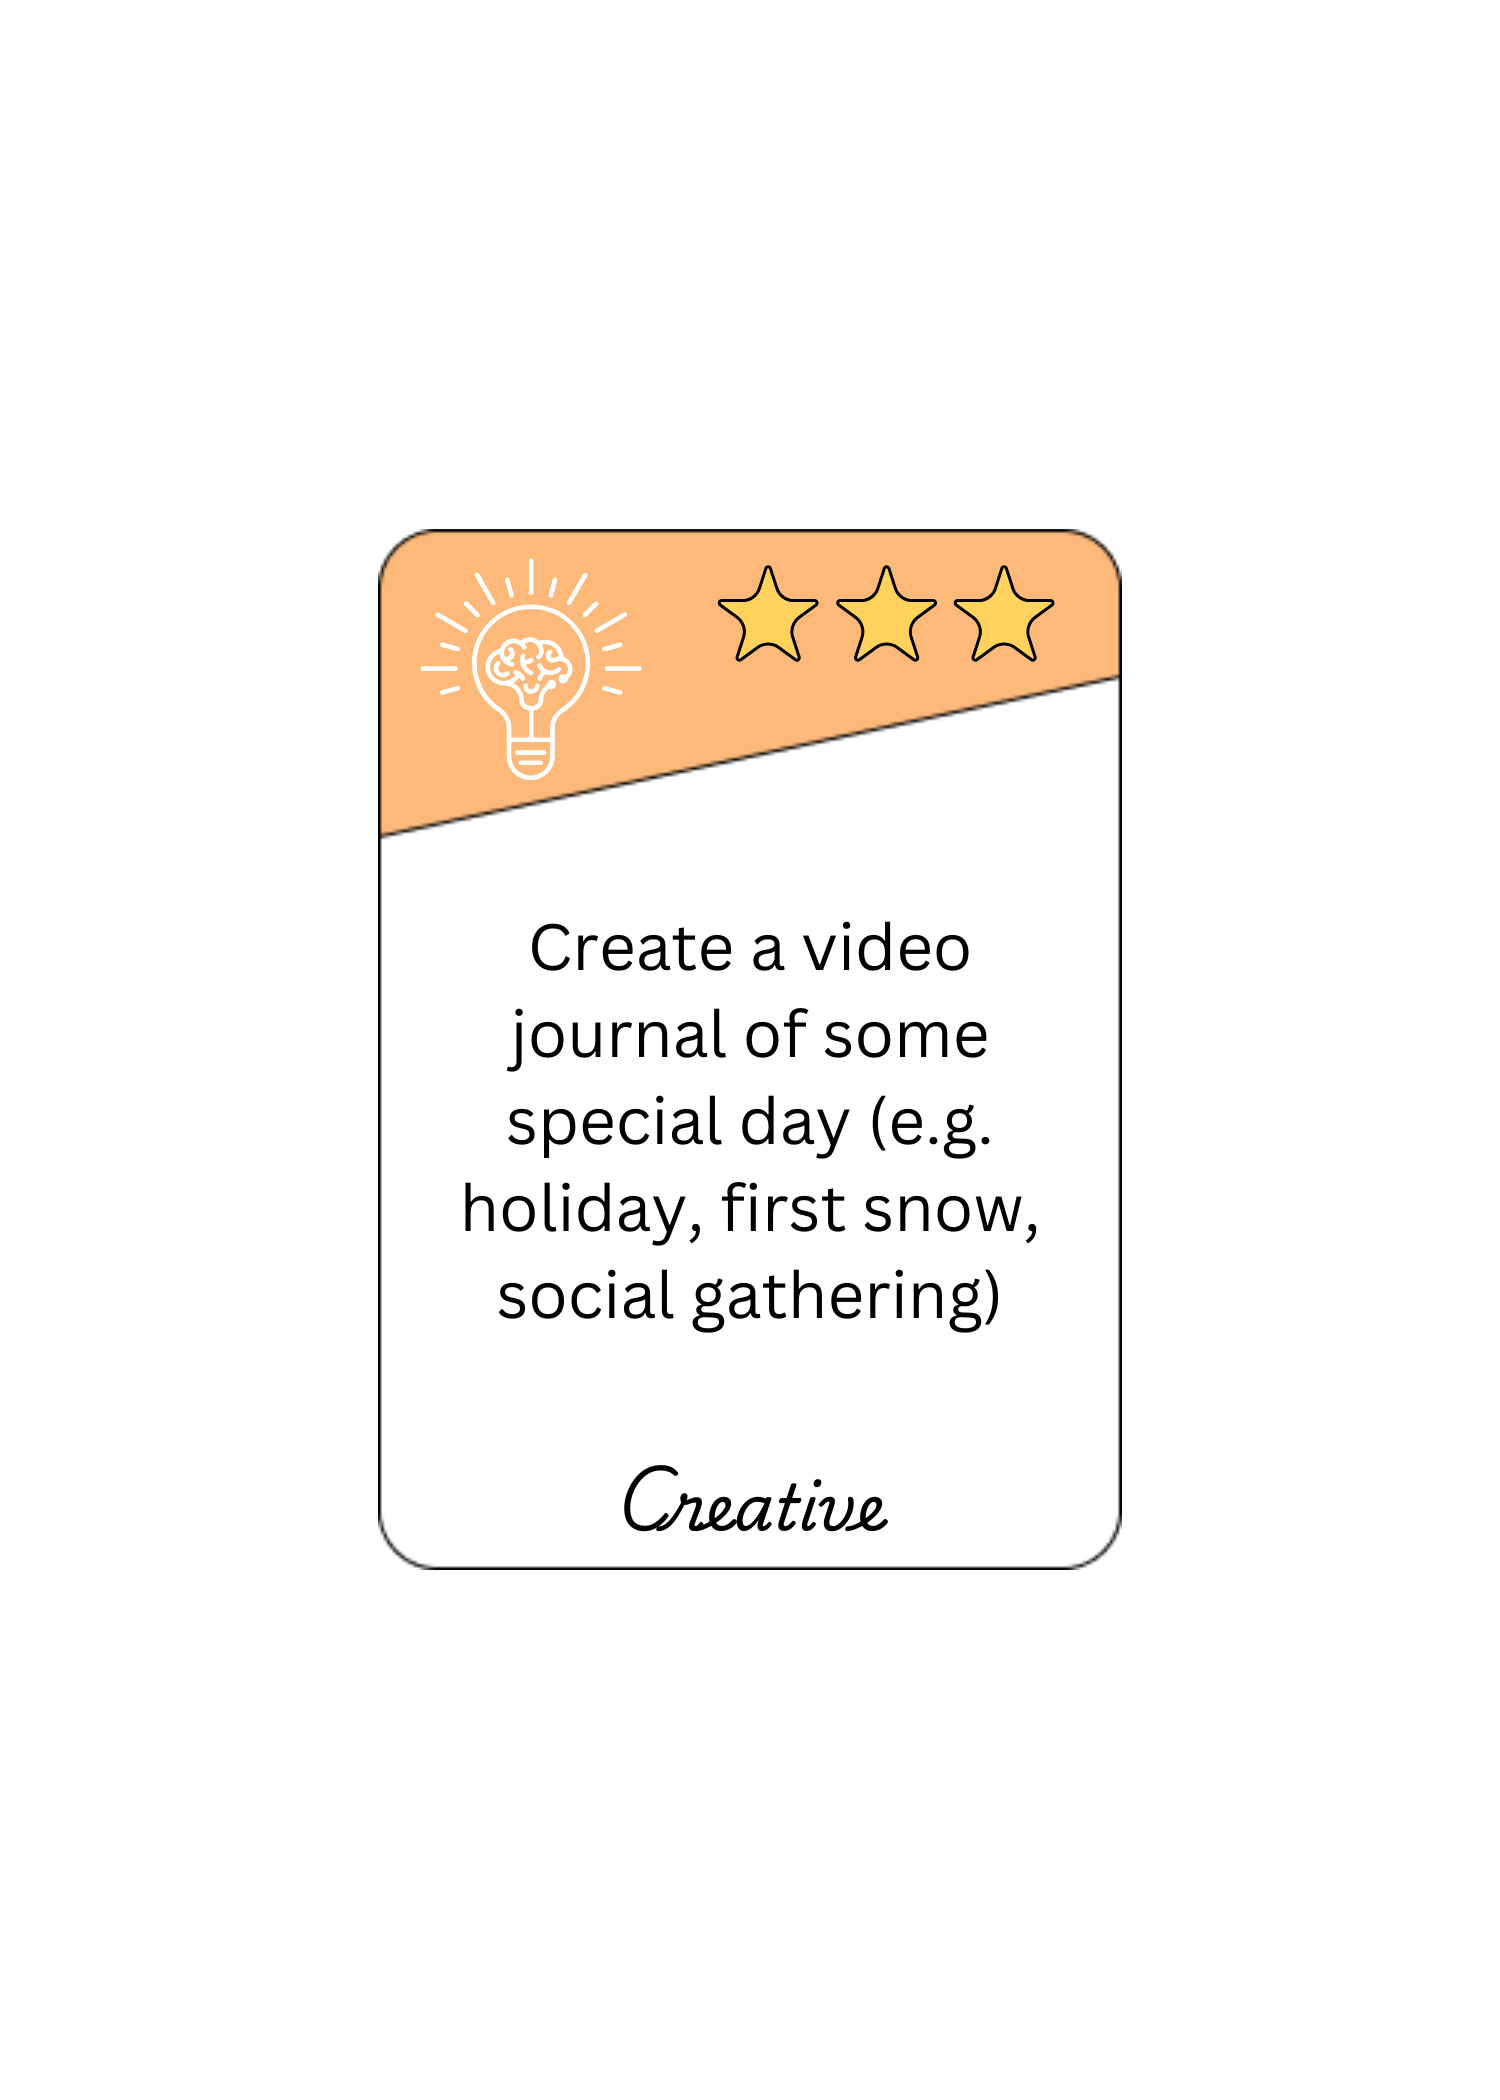 Create a video
journal of some
special day (e.g.
holiday, first snow,
social gathering)
Creative